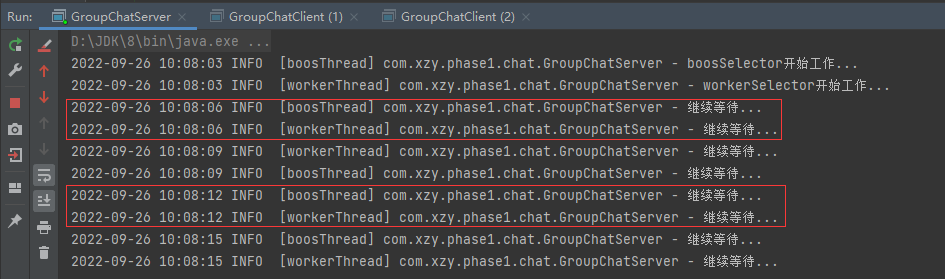 Run: GroupChatServer × GroupChatClient (1) × GroupChatClient (2) ×
D:\JDK\8\bin\java.exe ...
2022-09-26 10:08:03 INFO  [boosThread] com.xzy.phase1.chat.GroupChatServer - boosSelector开始工作...
2022-09-26 10:08:03 INFO  [workerThread] com.xzy.phase1.chat.GroupChatServer - workerSelector开始工作...
2022-09-26 10:08:06 INFO  [boosThread] com.xzy.phase1.chat.GroupChatServer - 继续等待...
2022-09-26 10:08:06 INFO  [workerThread] com.xzy.phase1.chat.GroupChatServer - 继续等待...
2022-09-26 10:08:09 INFO  [workerThread] com.xzy.phase1.chat.GroupChatServer - 继续等待...
2022-09-26 10:08:09 INFO  [boosThread] com.xzy.phase1.chat.GroupChatServer - 继续等待...
2022-09-26 10:08:12 INFO  [boosThread] com.xzy.phase1.chat.GroupChatServer - 继续等待...
2022-09-26 10:08:12 INFO  [workerThread] com.xzy.phase1.chat.GroupChatServer - 继续等待...
2022-09-26 10:08:15 INFO  [boosThread] com.xzy.phase1.chat.GroupChatServer - 继续等待...
2022-09-26 10:08:15 INFO  [workerThread] com.xzy.phase1.chat.GroupChatServer - 继续等待...